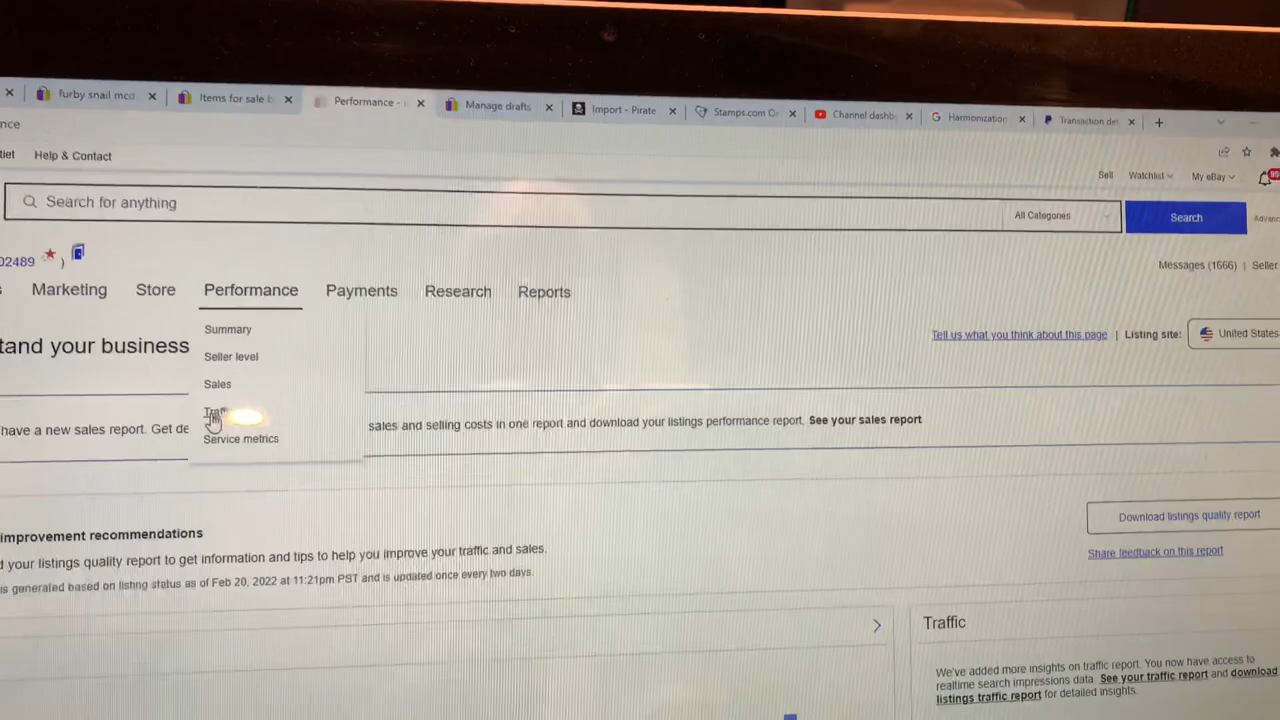 furby snail mcd
Items for sale b
Performance -
Manage drafts
Import - Pirate
Stamps.com On
Channel dashb
Harmonization
Transaction det
nce
tlet
Help & Contact
Sell
Watchlist
My eBay
Search for anything
All Categories
Search
Advanc
02489
)
Messages (1666) | Seller
Marketing
Store
Performance
Payments
Research
Reports
Summary
Seller level
Sales
Service metrics
tand your business
Tell us what you think about this page | Listing site:
United States
have a new sales report. Get de
sales and selling costs in one report and download your listings performance report. See your sales report
improvement recommendations
d your listings quality report to get information and tips to help you improve your traffic and sales.
is generated based on listing status as of Feb 20, 2022 at 11:21pm PST and is updated once every two days.
Download listings quality report
Share feedback on this report
Traffic
We've added more insights on traffic report. You now have access to
realtime search impressions data. See your traffic report and download
listings traffic report for detailed insights.